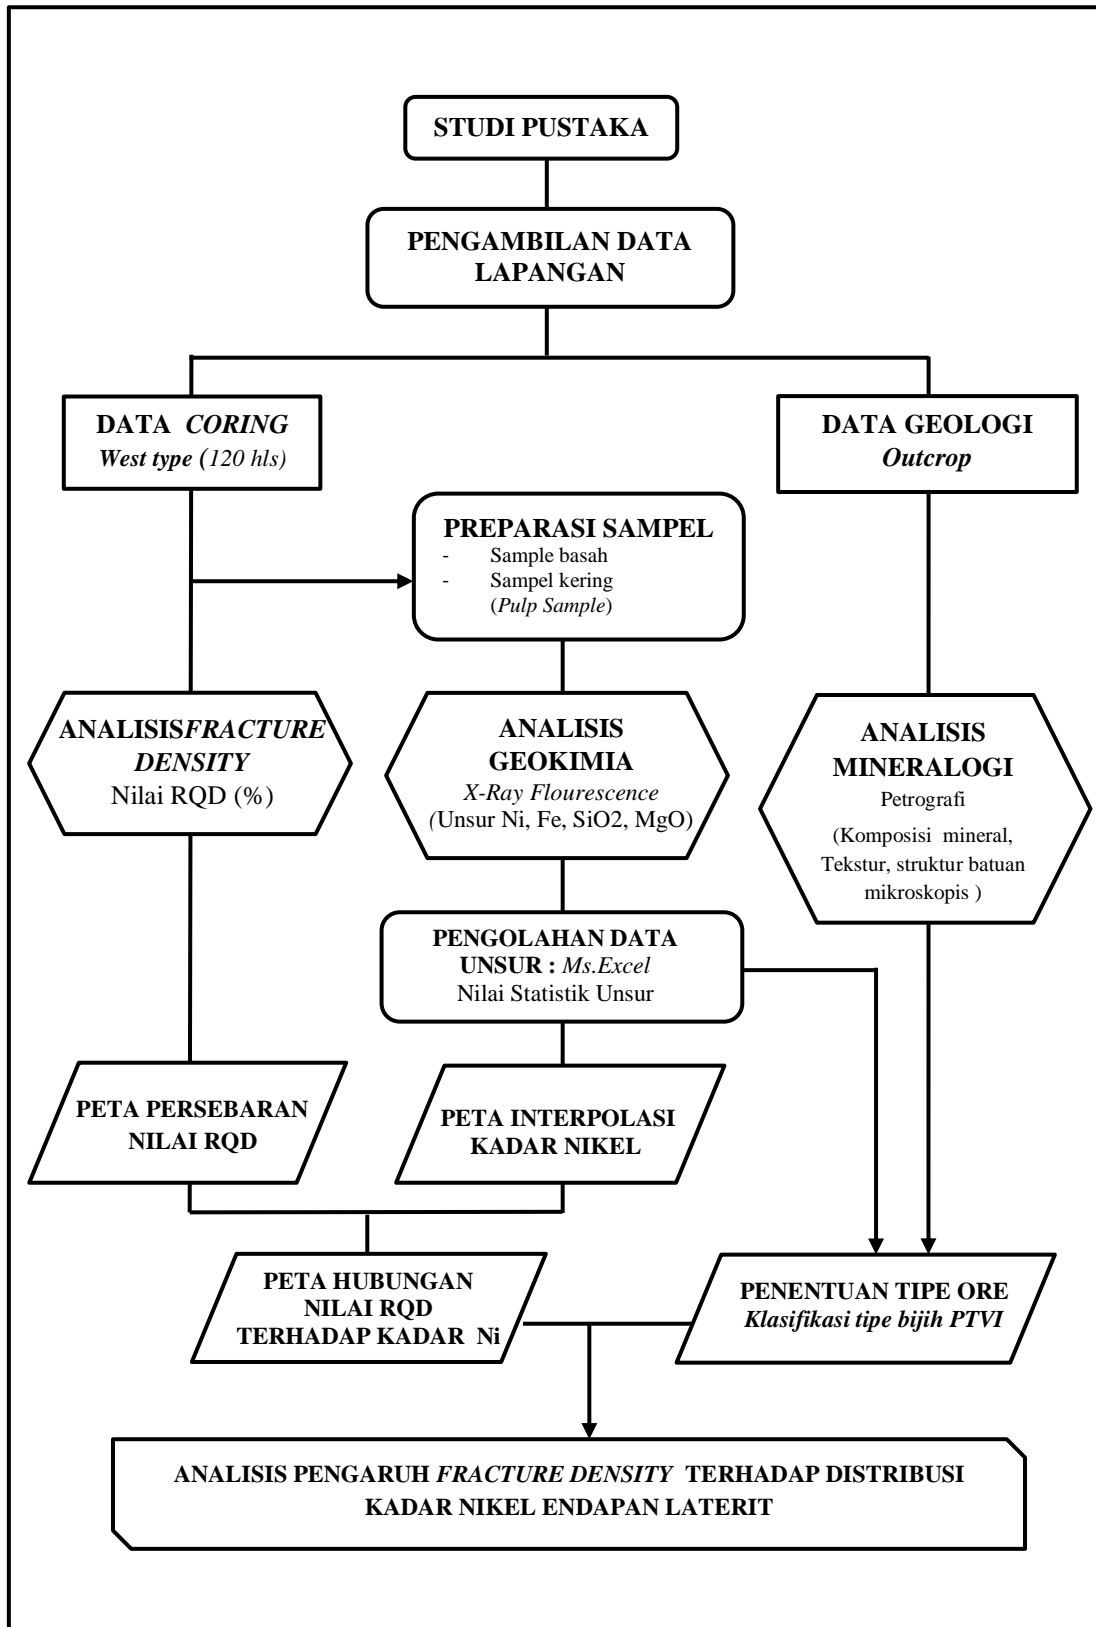 STUDI PUSTAKA
PENGAMBILAN DATA
LAPANGAN
DATA CORING
West type (120 hls)
DATA GEOLOGI
Outcrop
PREPARASI SAMPEL
- Sample basah
- Sampel kering
(Pulp Sample)
ANALISISFRACTURE
DENSITY
Nilai RQD (%)
ANALISIS
GEOKIMIA
X-Ray Flourescence
(Unsur Ni, Fe, SiO2, MgO)
ANALISIS
MINERALOGI
Petrografi
(Komposisi mineral,
Tekstur, struktur batuan
mikroskopis )
PENGOLAHAN DATA
UNSUR : Ms.Excel
Nilai Statistik Unsur
PETA PERSEBARAN
NILAI RQD
PETA INTERPOLASI
KADAR NIKEL
PETA HUBUNGAN
NILAI RQD
TERHADAP KADAR Ni
PENENTUAN TIPE ORE
Klasifikasi tipe bijih PTVI
ANALISIS PENGARUH FRACTURE DENSITY TERHADAP DISTRIBUSI
KADAR NIKEL ENDAPAN LATERIT